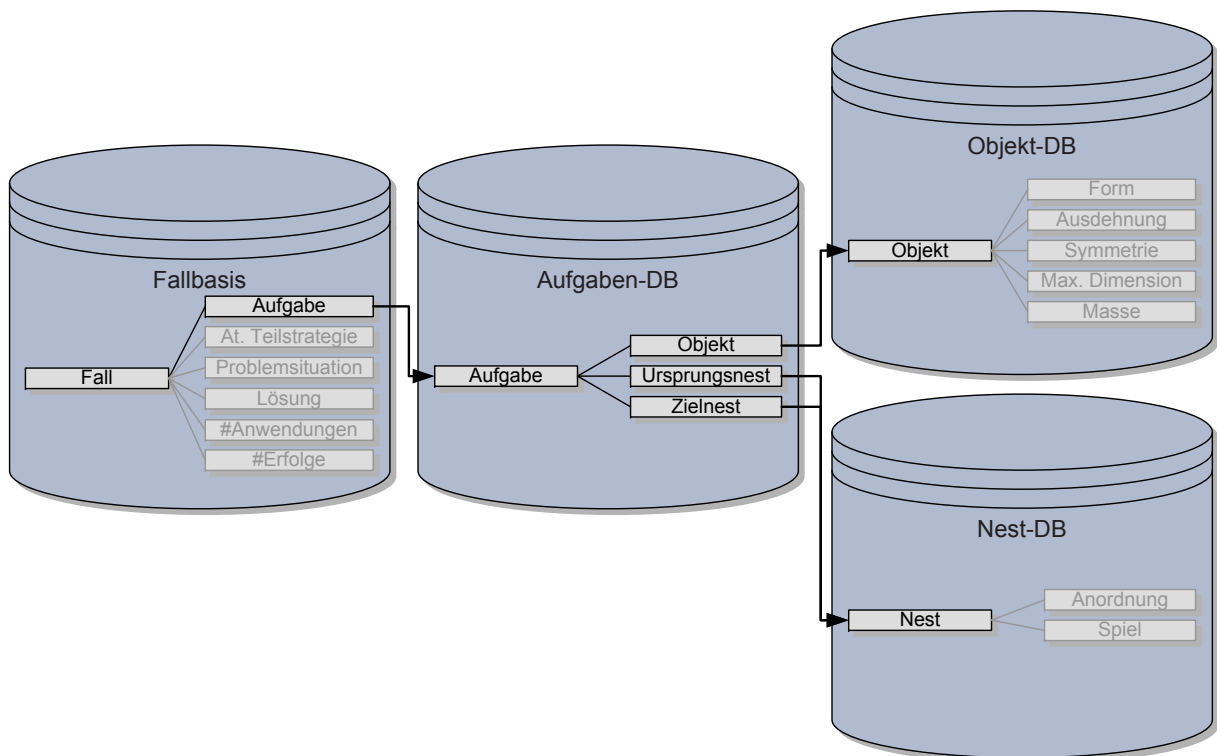 Fallbasis
Fall
Aufgabe
At. Teilstrategie
Problemsituation
Lösung
#Anwendungen
#Erfolge
Aufgaben-DB
Aufgabe
Objekt
Ursprungsnest
Zielnest
Objekt-DB
Objekt
Form
Ausdehnung
Symmetrie
Max. Dimension
Masse
Nest-DB
Nest
Anordnung
Spiel